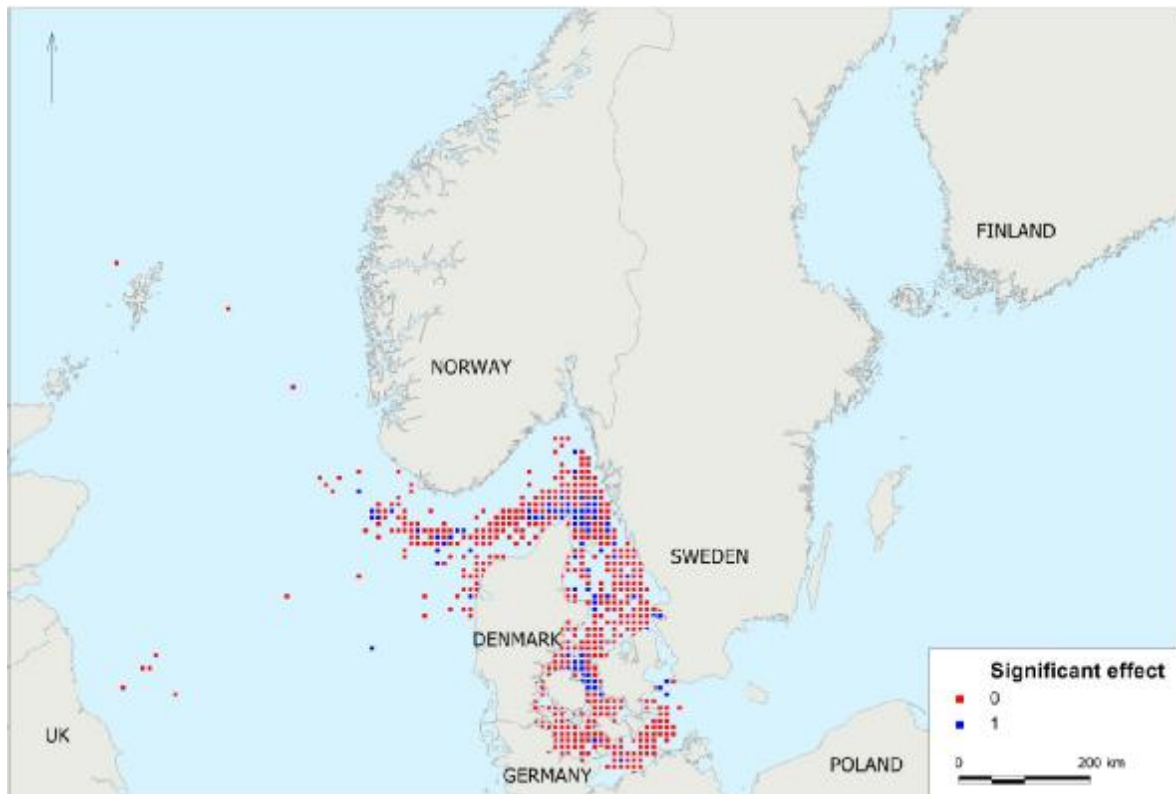 FINLAND
NORWAY
SWEDEN
DENMARK
Significant effect
0
1
UK
GERMANY
POLAND
0 200 km